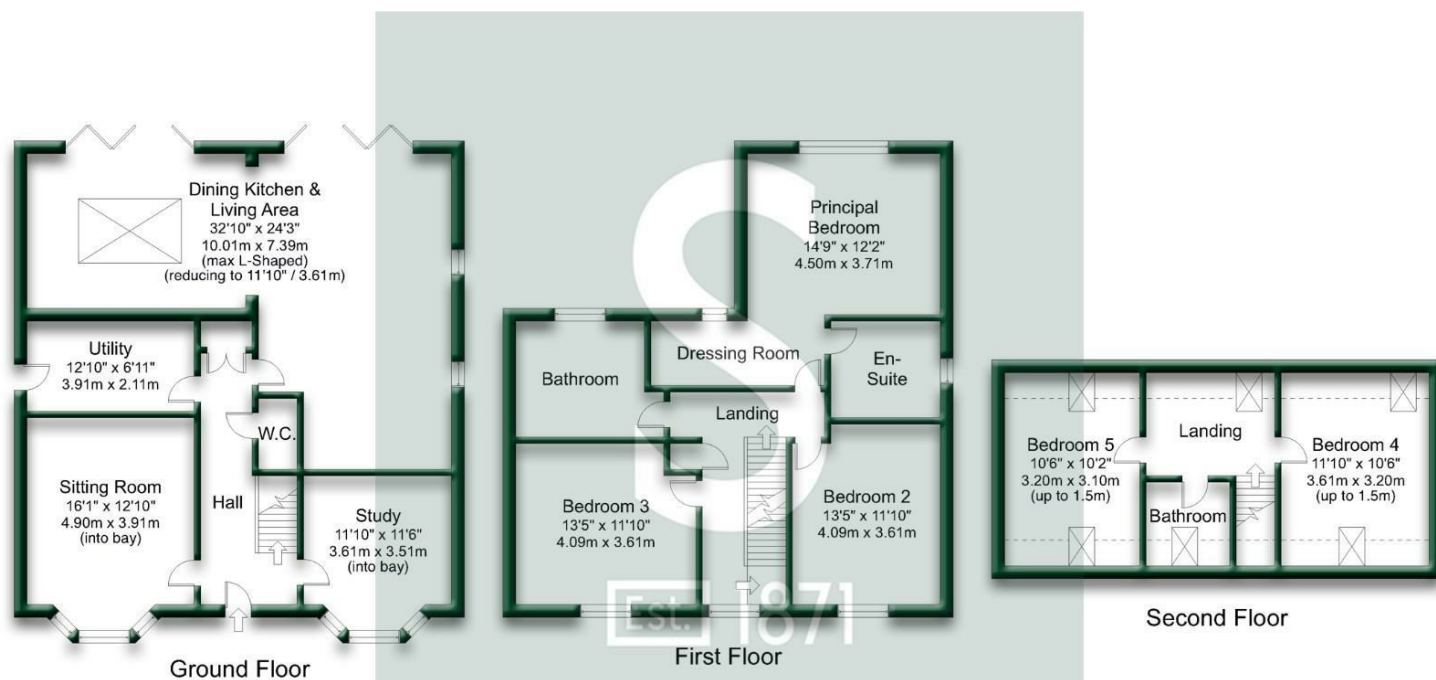 Dining Kitchen &
Living Area
32'10" x 24'3"
10.01m x 7.39m
(max L-Shaped)
(reducing to 11'10" / 3.61m)
Utility
12'10" x 6'11"
3.91m x 2.11m
W.C.
Sitting Room
16'1" x 12'10"
4.90m x 3.91m
(into bay)
Hall
Study
11'10" x 11'6"
3.61m x 3.51m
(into bay)
Ground Floor
Principal
Bedroom
14'9" x 12'2"
4.50m x 3.71m
Dressing Room
En-
Suite
Bathroom
Landing
Bedroom 3
13'5" x 11'10"
4.09m x 3.61m
Bedroom 2
13'5" x 11'10"
4.09m x 3.61m
First Floor
Bedroom 5
10'6" x 10'2"
3.20m x 3.10m
(up to 1.5m)
Landing
Bathroom
Bedroom 4
11'10" x 10'6"
3.61m x 3.20m
(up to 1.5m)
Second Floor
S
Est. 1871